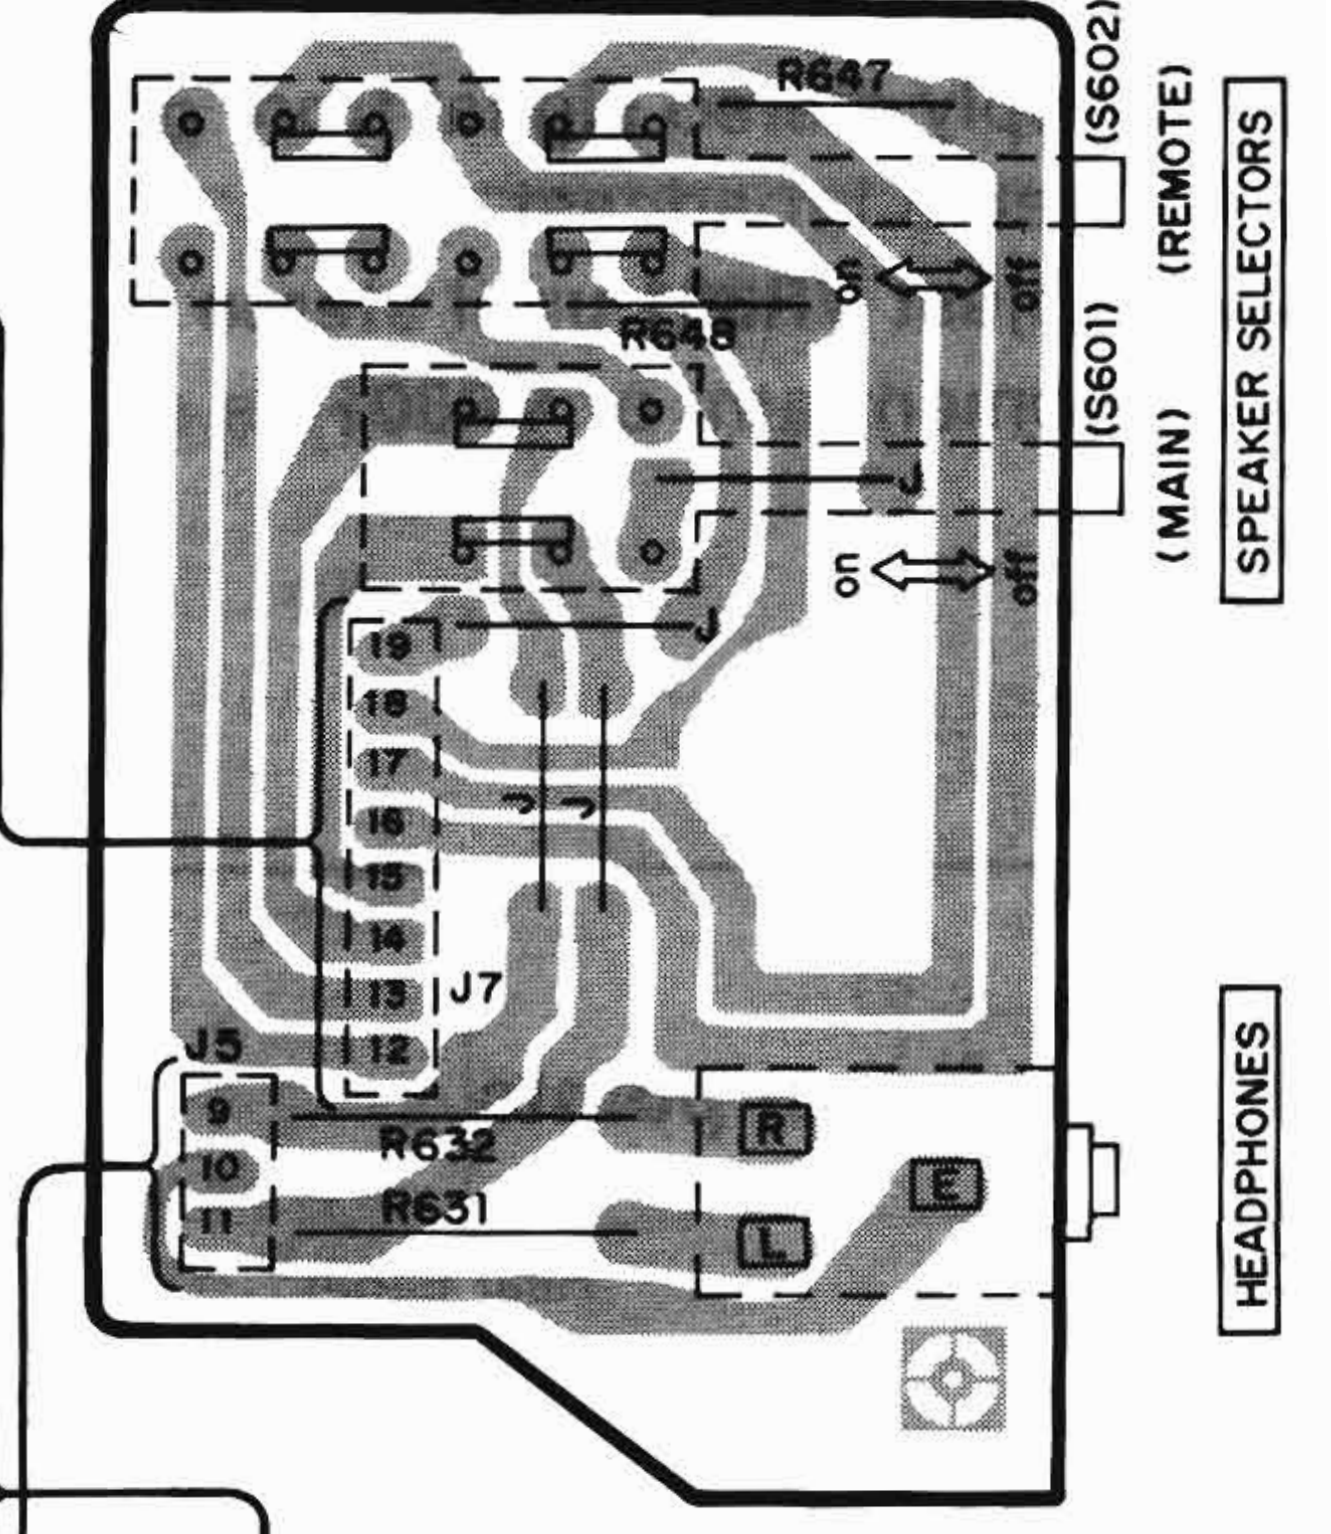 R647
(S602)
(REMOTE)
on
off
R648
(S601)
(MAIN)
SPEAKER SELECTORS
J
on
off
J
19
18
17
16
J
J
15
14
13
J7
12
J5
9
R632
R
10
E
11
R631
L
HEADPHONES